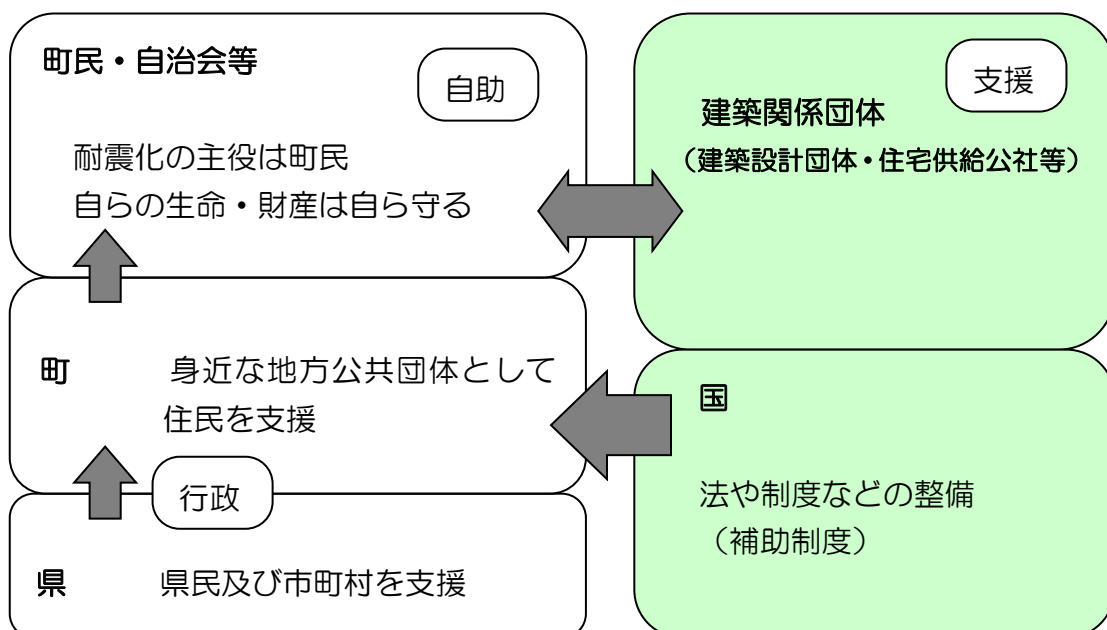 町民・自治会等
自助
耐震化の主役は町民
自らの生命・財産は自ら守る
支援
建築関係団体
（建築設計団体・住宅供給公社等）
町
身近な地方公共団体として
住民を支援
国
行政
法や制度などの整備
（補助制度）
県
県民及び市町村を支援